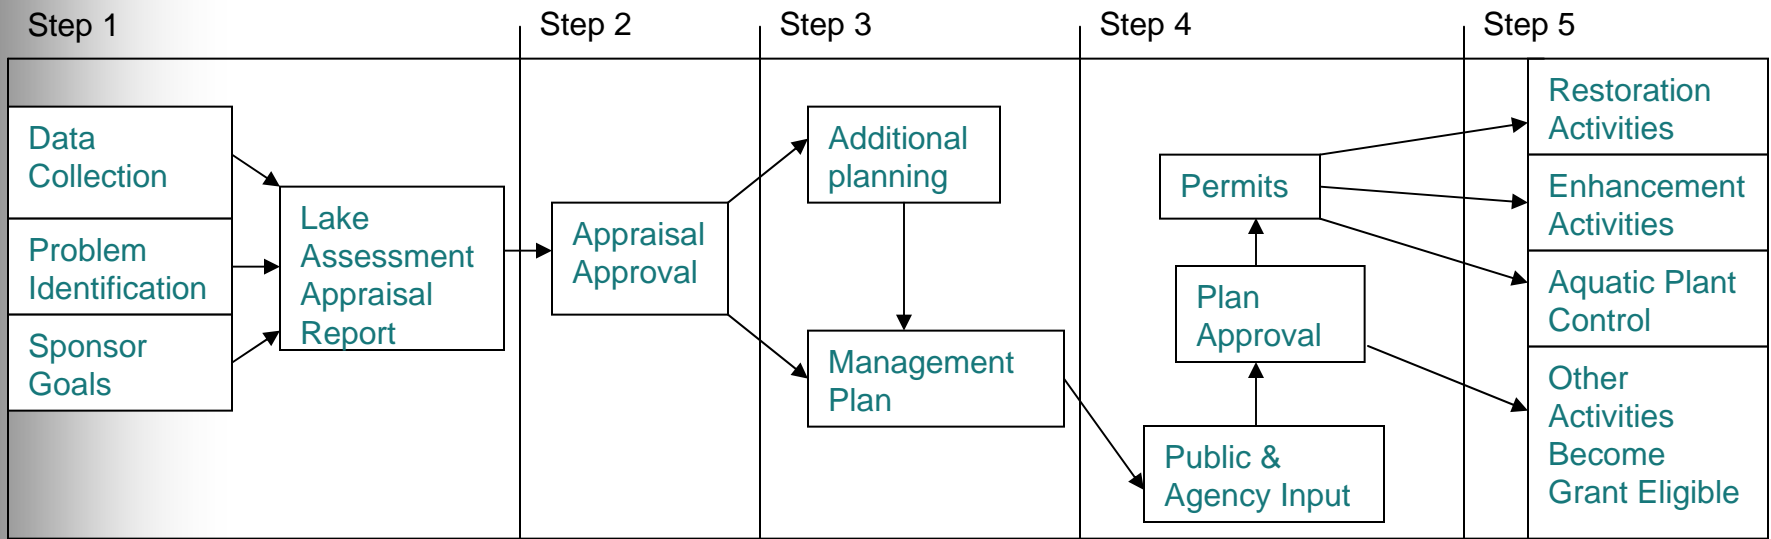 Step 1
Step 2
Step 3
Step 4
Step 5
Data
Collection
Problem
Identification
Sponsor
Goals
Lake
Assessment
Appraisal
Report
Appraisal
Approval
Additional
planning
Management
Plan
Permits
Plan
Approval
Public &
Agency Input
Restoration
Activities
Enhancement
Activities
Aquatic Plant
Control
Other
Activities
Become
Grant Eligible